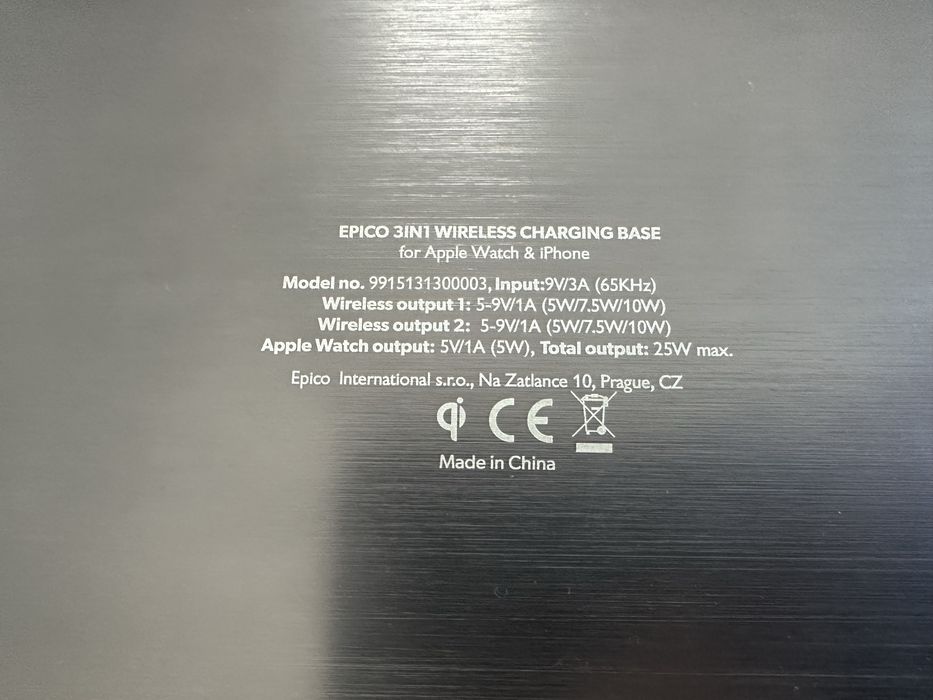 EPICO 3IN1 WIRELESS CHARGING BASE
for Apple Watch & iPhone
Model no. 9915131300003, Input:9V/3A (65KHz)
Wireless output 1: 5-9V/1A (5W/7.5W/10W)
Wireless output 2: 5-9V/1A (5W/7.5W/10W)
Apple Watch output: 5V/1A (5W), Total output: 25W max.
Epico International s.r.o., Na Zatlance 10, Prague, CZ
qi CE
Made in China